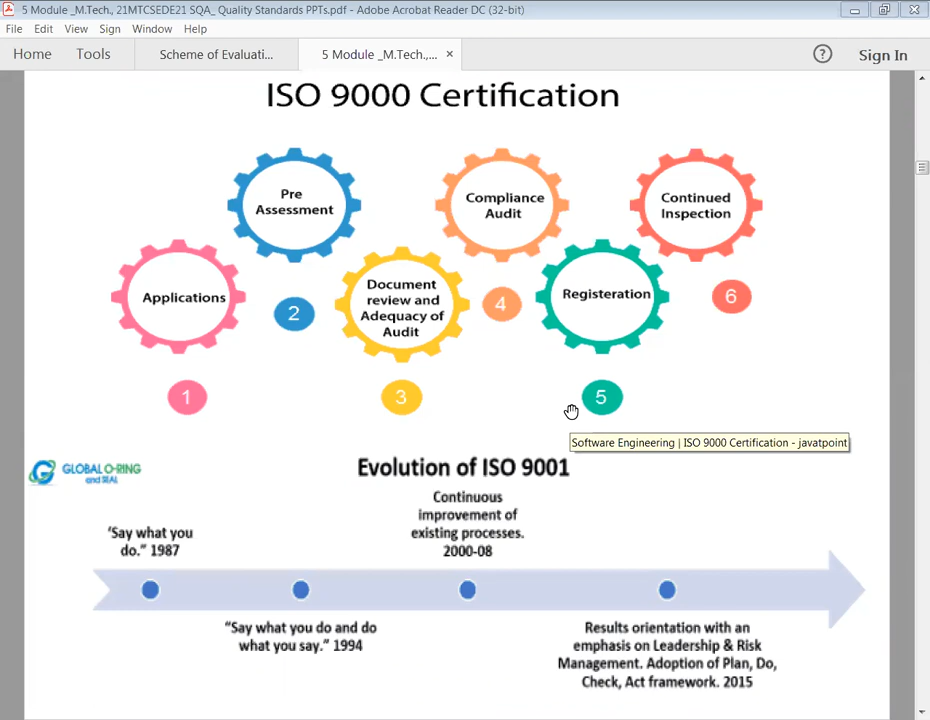 5 Module _M.Tech., 21MTCSEDE21 SQA_ Quality Standards PPTs.pdf - Adobe Acrobat Reader DC (32-bit)
File Edit View Sign Window Help
Home Tools Scheme of Evaluati... 5 Module _M.Tech.,... × ? Sign In
ISO 9000 Certification
Pre
Assessment
Compliance
Audit
Continued
Inspection
Applications
Document
review and
Adequacy of
Audit
Registeration
2
4
6
1
3
5
Software Engineering | ISO 9000 Certification - javatpoint
GLOBAL O-RING
and SEAL
Evolution of ISO 9001
'Say what you
do.” 1987
Continuous
improvement of
existing processes.
2000-08
“Say what you do and do
what you say.” 1994
Results orientation with an
emphasis on Leadership & Risk
Management. Adoption of Plan, Do,
Check, Act framework. 2015